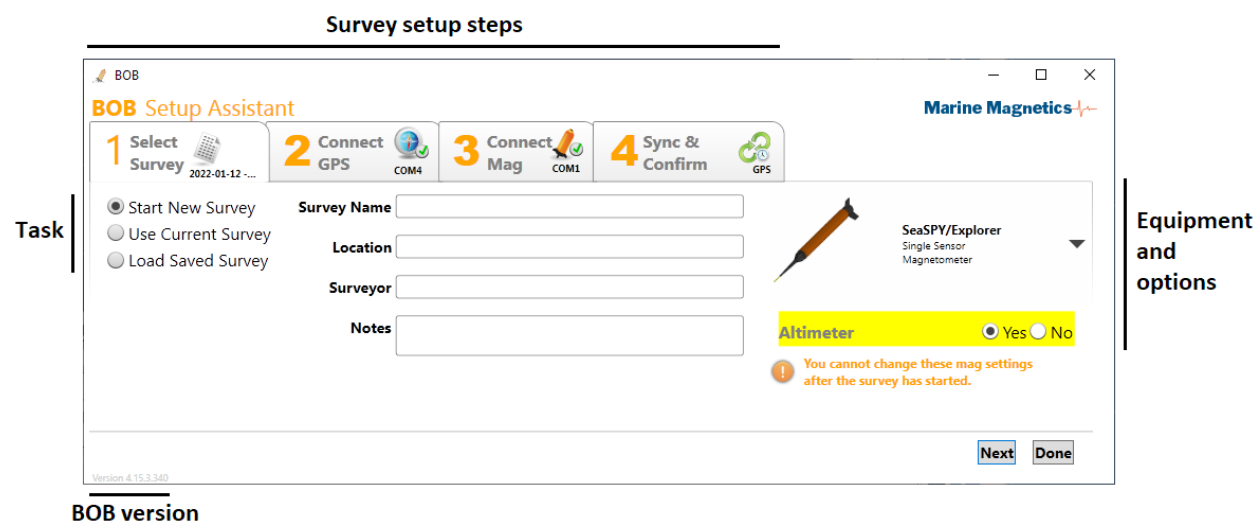 Survey setup steps
BOB
BOB Setup Assistant
Marine Magnetics
1 Select
Survey
2022-01-12 -...
2 Connect
GPS
COM4
3 Connect
Mag
COM1
4 Sync &
Confirm
GPS
Task
Start New Survey
Use Current Survey
Load Saved Survey
Survey Name
Location
Surveyor
Notes
SeaSPY/Explorer
Single Sensor
Magnetometer
Altimeter
Yes
No
! You cannot change these mag settings
after the survey has started.
Equipment
and
options
Next
Done
Version 4.15.3.340
BOB version